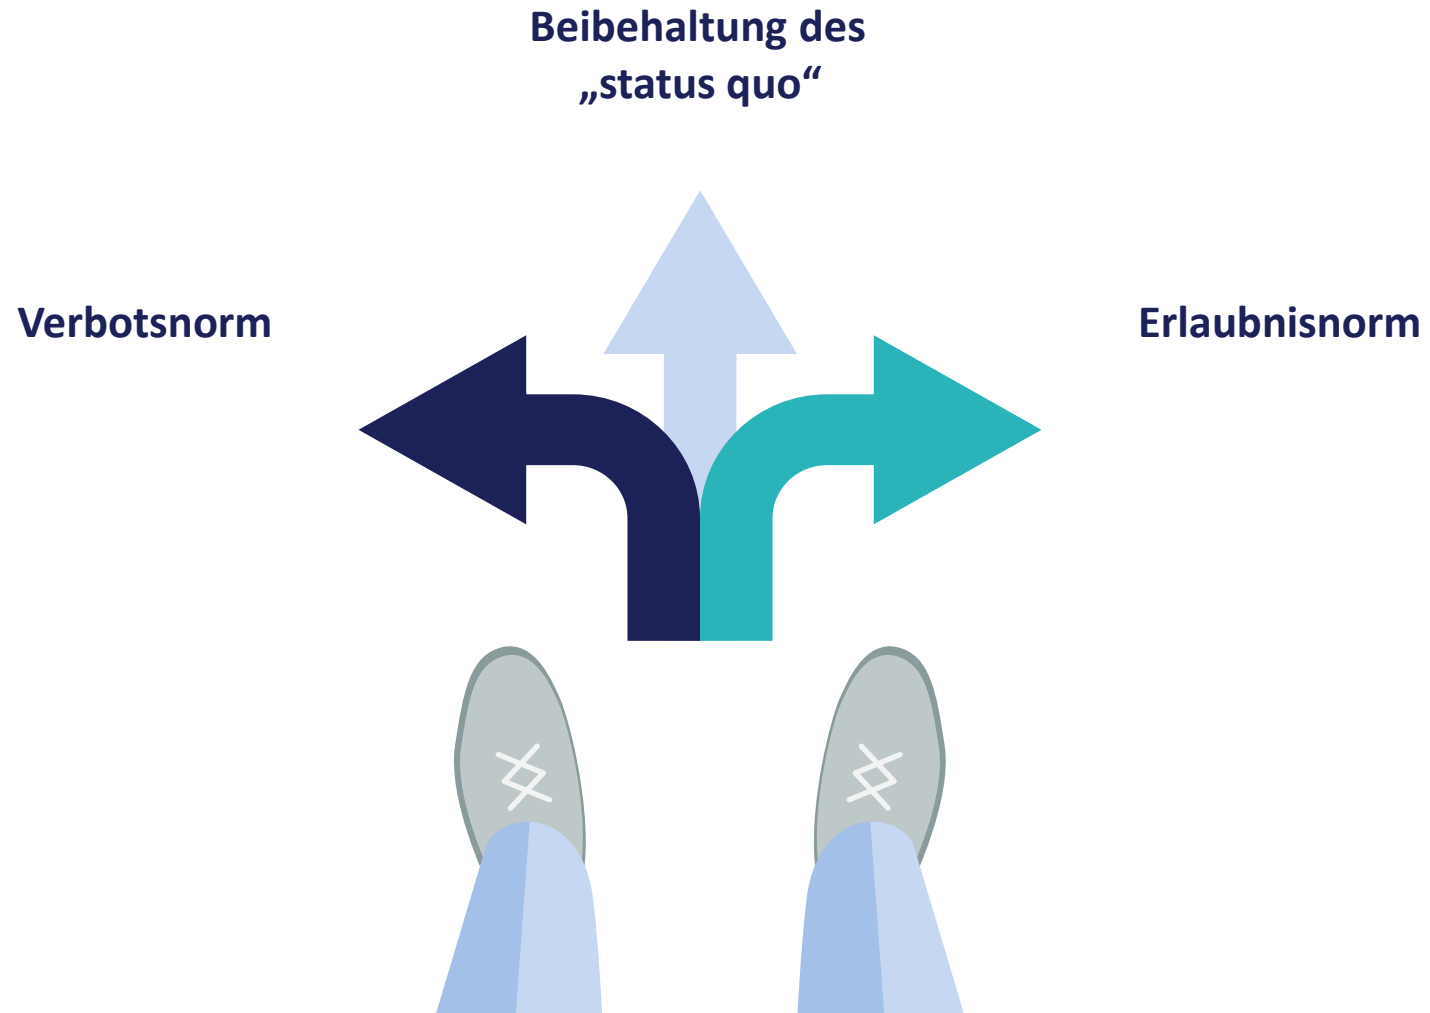 Beibehaltung des
„status quo“
Verbotsnorm
Erlaubnisnorm